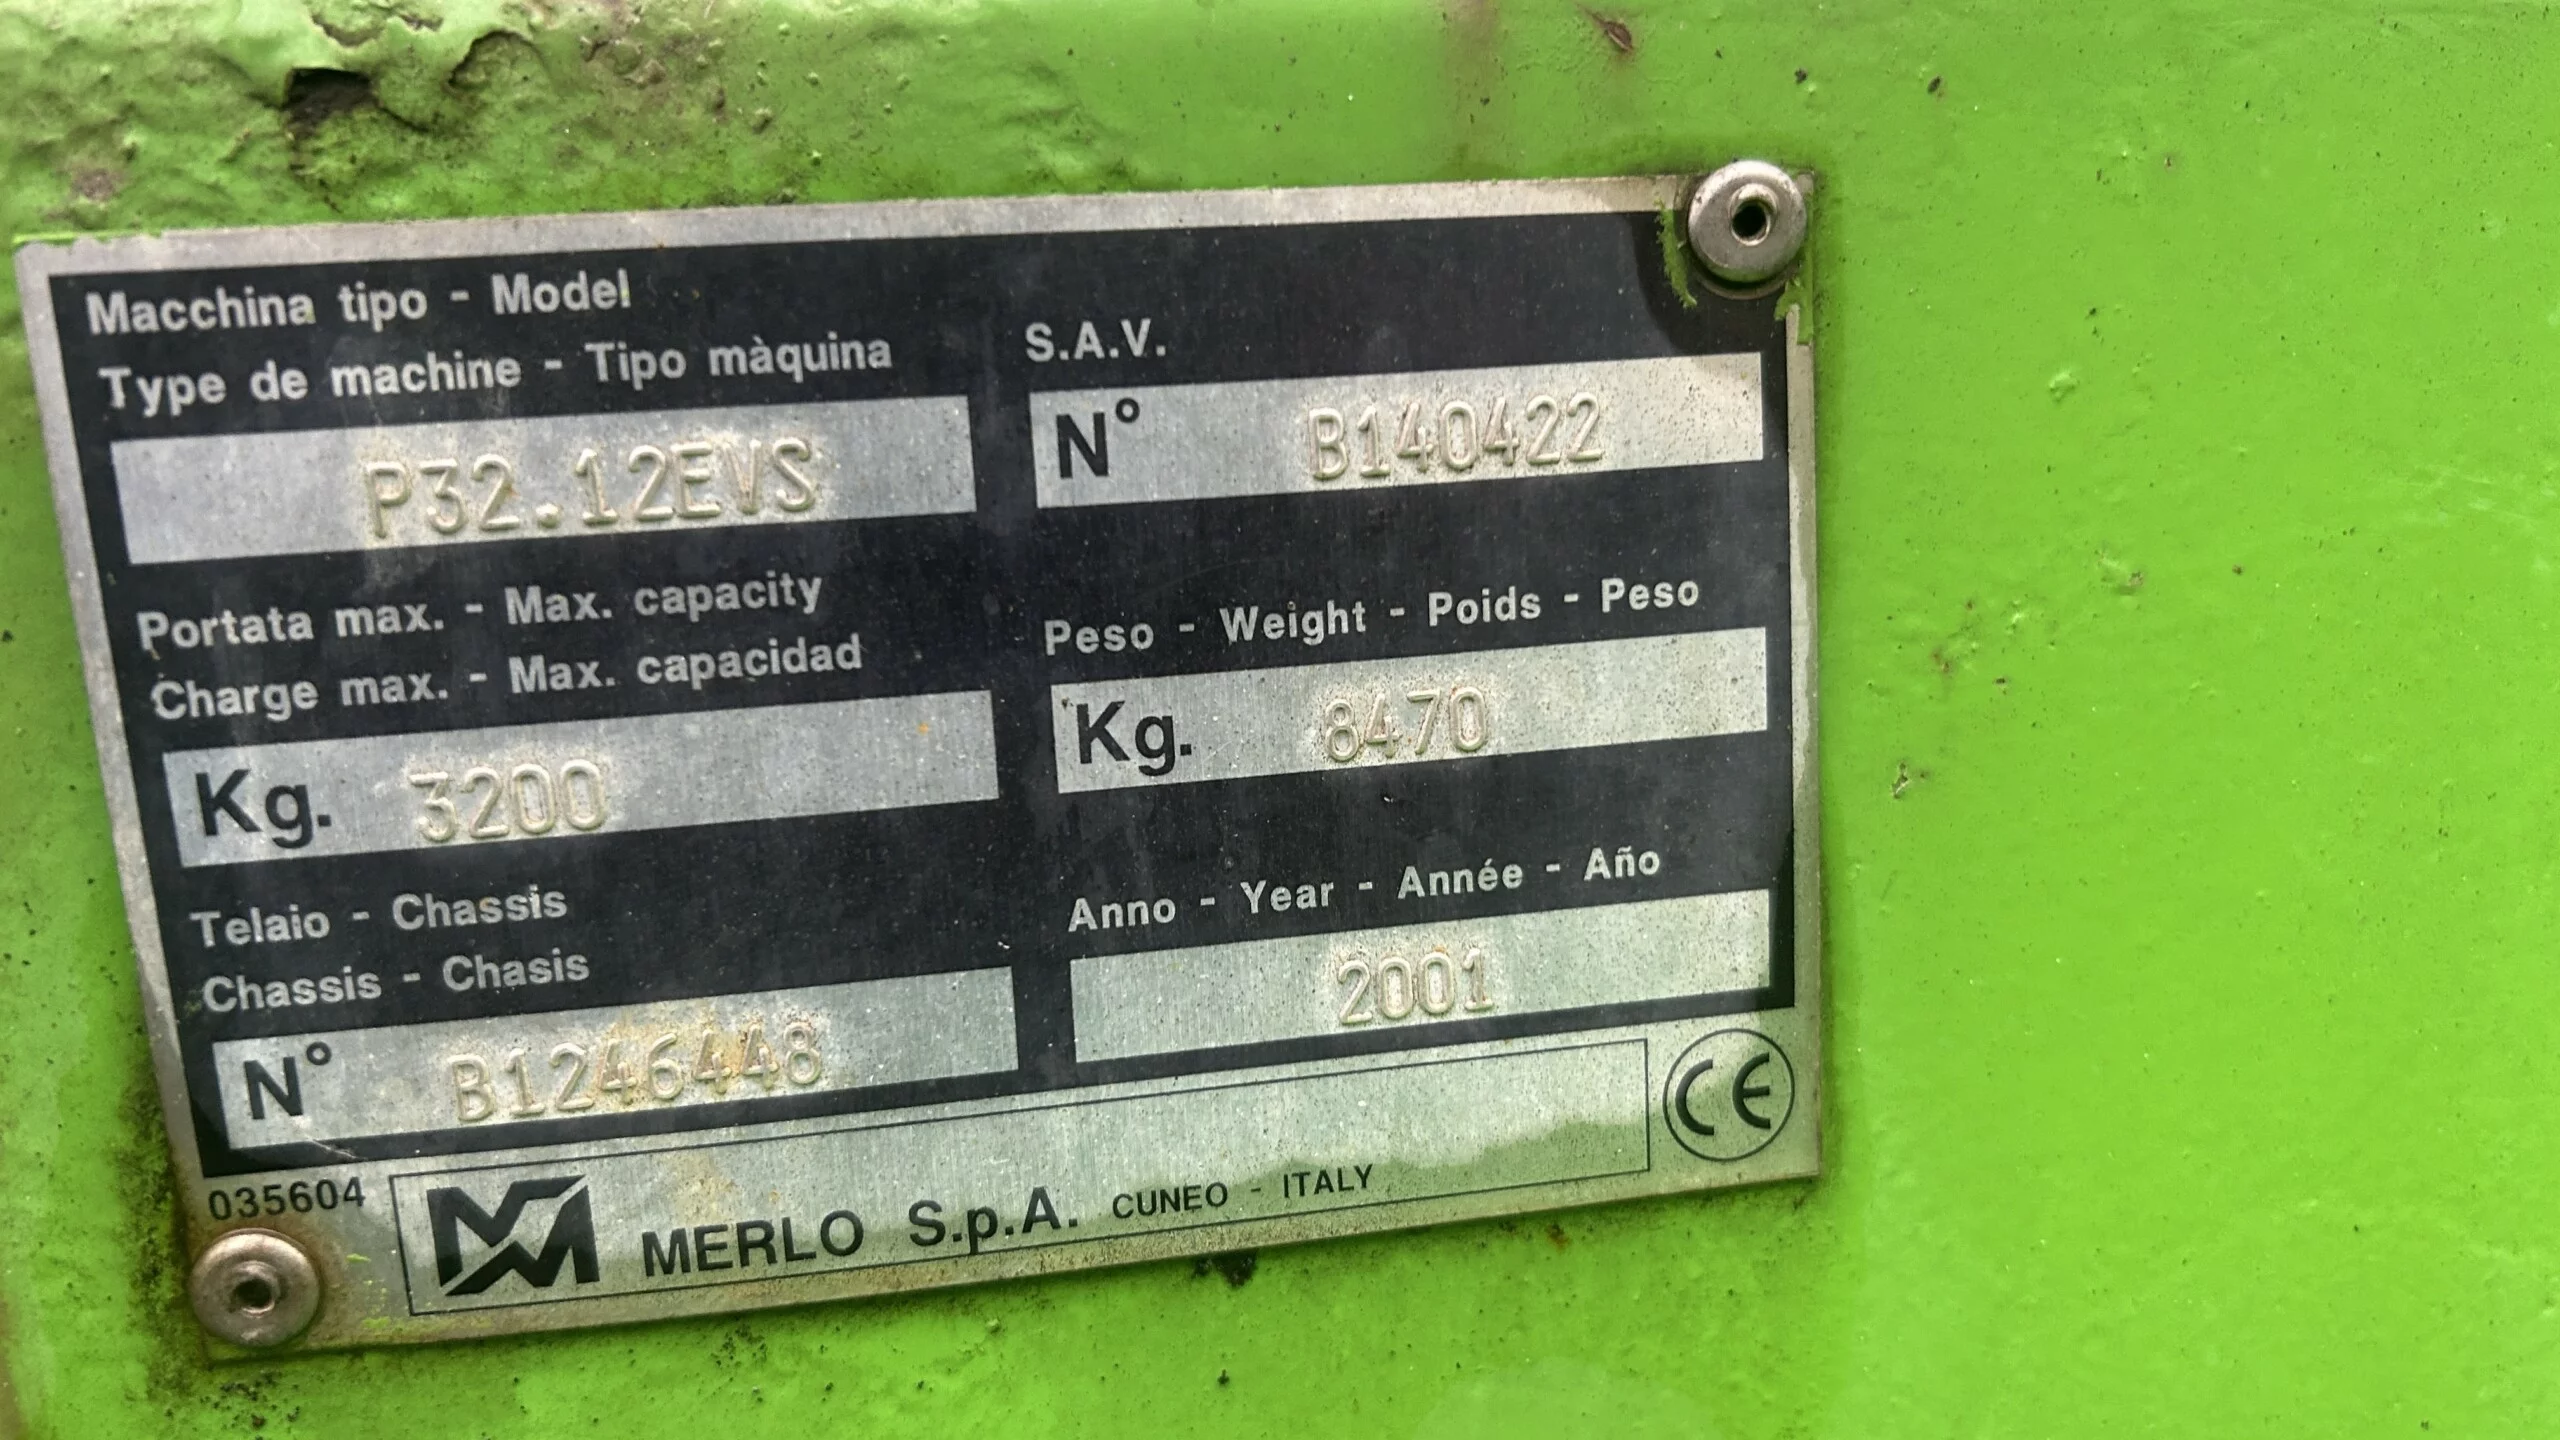 Macchina tipo - Model
Type de machine - Tipo màquina
P32.12EVS
S.A.V.
N° B140422
Portata max. - Max. capacity
Charge max. - Max. capacidad
Kg. 3200
Peso - Weight - Poids - Peso
Kg. 8470
Telaio - Chassis
Chassis - Chasis
N° B1246448
Anno - Year - Année - Año
2001
035604
MERLO S.p.A. CUNEO - ITALY
CE